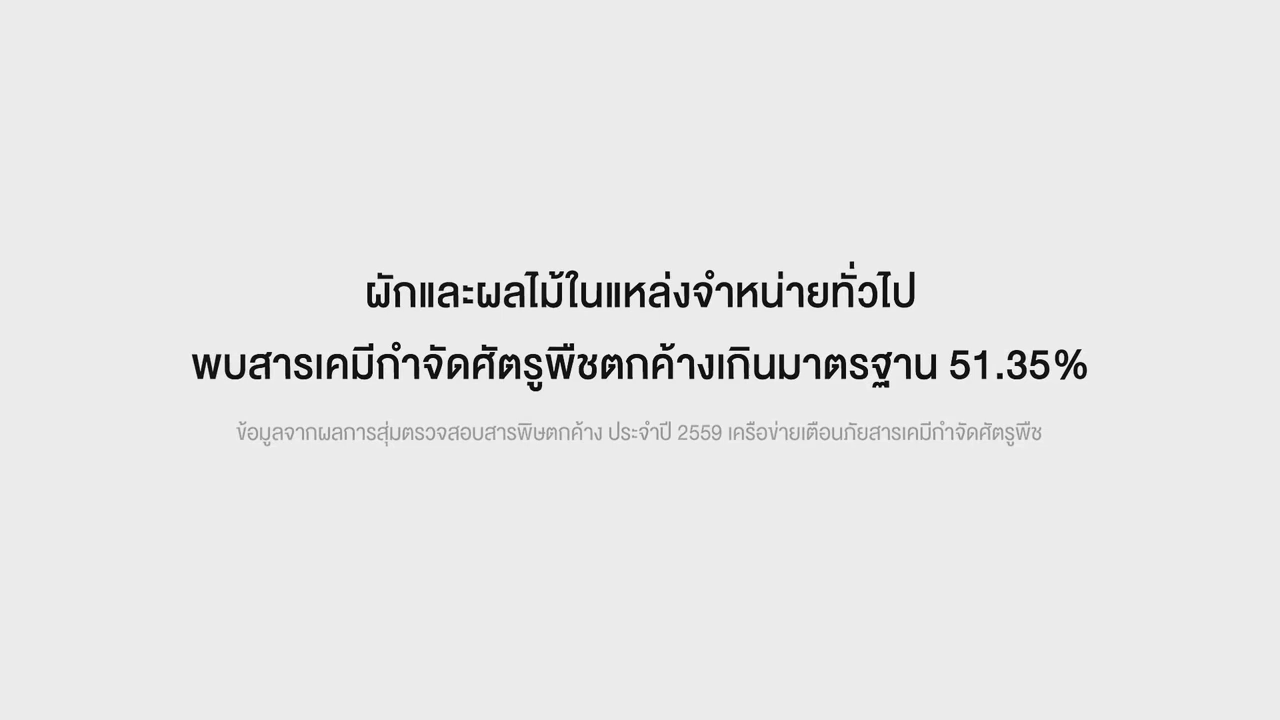 ผักและผลไม้ในแหล่งจำหน่ายทั่วไป
พบสารเคมีกำจัดศัตรูพืชตกค้างเกินมาตรฐาน 51.35%
ข้อมูลจากผลการสุ่มตรวจสอบสารพิษตกค้าง ประจำปี 2559 เครือข่ายเตือนภัยสารเคมีกำจัดศัตรูพืช